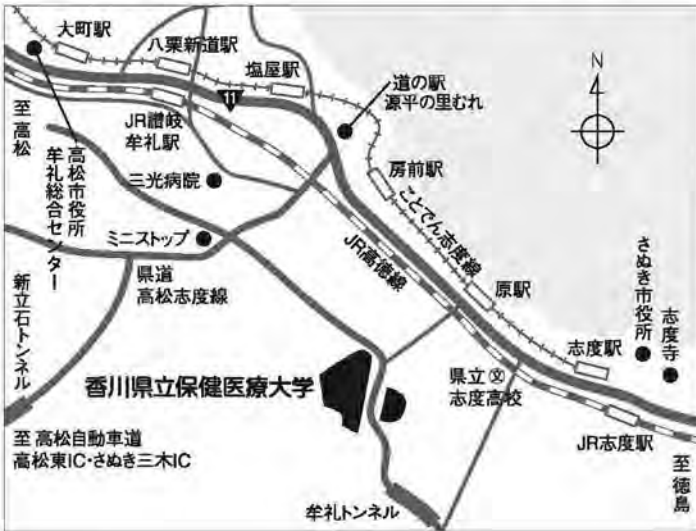 大町駅
八栗新道駅
塩屋駅
道の駅
源平の里むれ
N
11
至高松
JR讃岐
牟礼駅
高松市役所
牟礼総合センター
三光病院
房前駅
ことでん志度線
ミニストップ
JR高徳線
県道
高松志度線
原駅
さぬき市役所
志度寺
新立石トンネル
志度駅
香川県立保健医療大学
県立 文
志度高校
至 高松自動車道
高松東IC・さぬき三木IC
JR志度駅
至徳島
牟礼トンネル